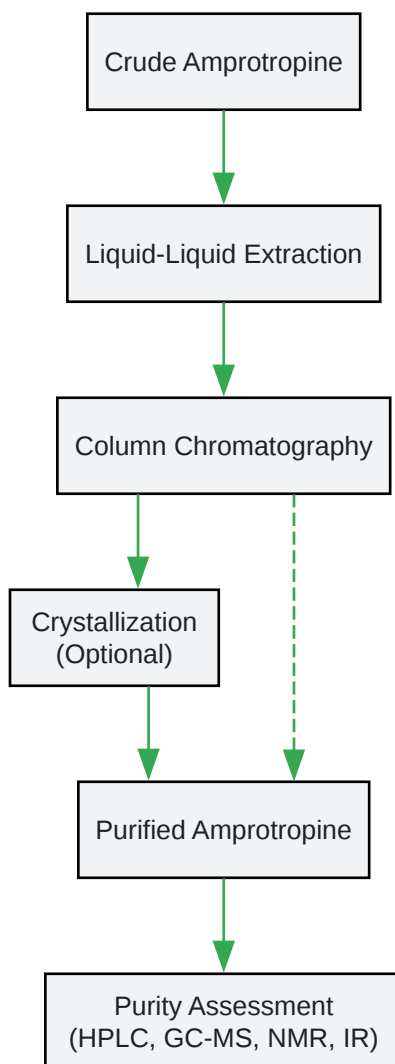 Crude Amprotropine
Liquid-Liquid Extraction
Column Chromatography
Crystallization
(Optional)
Purified Amprotropine
Purity Assessment
(HPLC, GC-MS, NMR, IR)